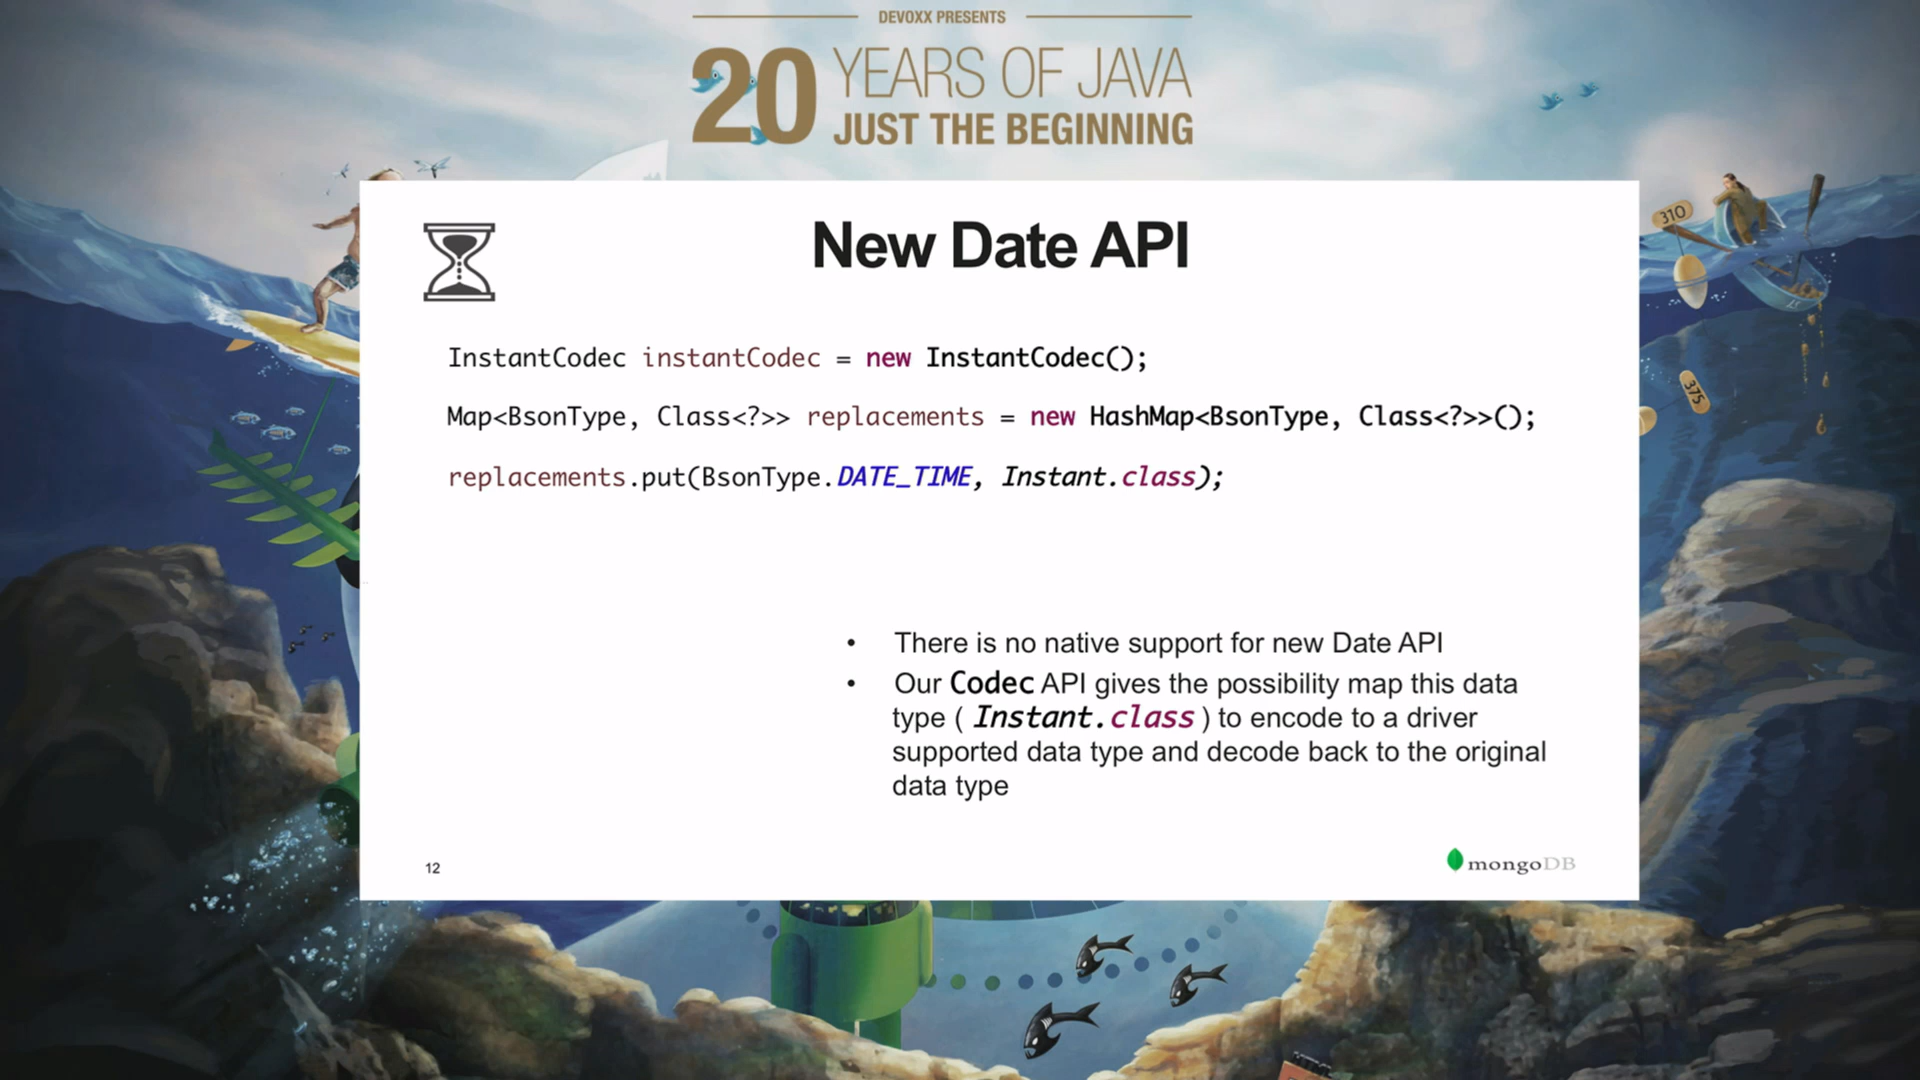 DEVOXX PRESENTS
20 YEARS OF JAVA
JUST THE BEGINNING
310
375
New Date API
InstantCodec instantCodec = new InstantCodec();
Map<BsonType, Class<?>> replacements = new HashMap<BsonType, Class<?>>();
replacements.put(BsonType.DATE_TIME, Instant.class);
• There is no native support for new Date API
• Our Codec API gives the possibility map this data
type ( Instant.class ) to encode to a driver
supported data type and decode back to the original
data type
12
mongoDB